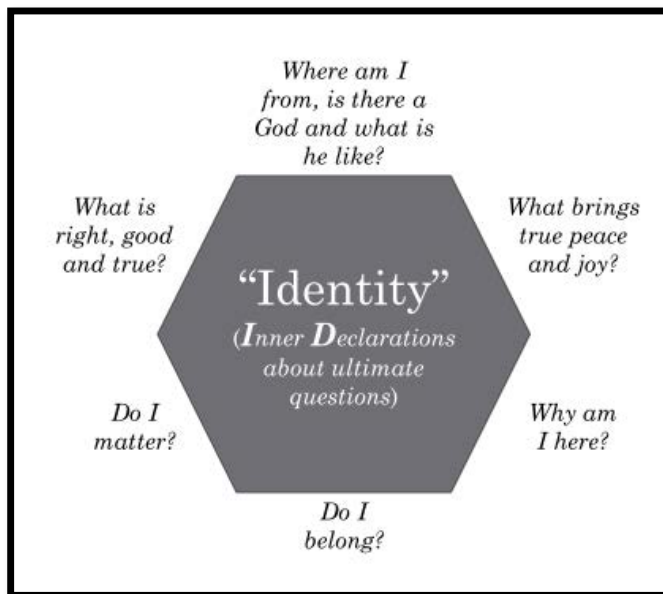 Where am I
from, is there a
God and what is
he like?
What is
right, good
and true?
What brings
true peace
and joy?
“Identity”
(Inner Declarations
about ultimate
questions)
Do I
matter?
Why am
I here?
Do I
belong?